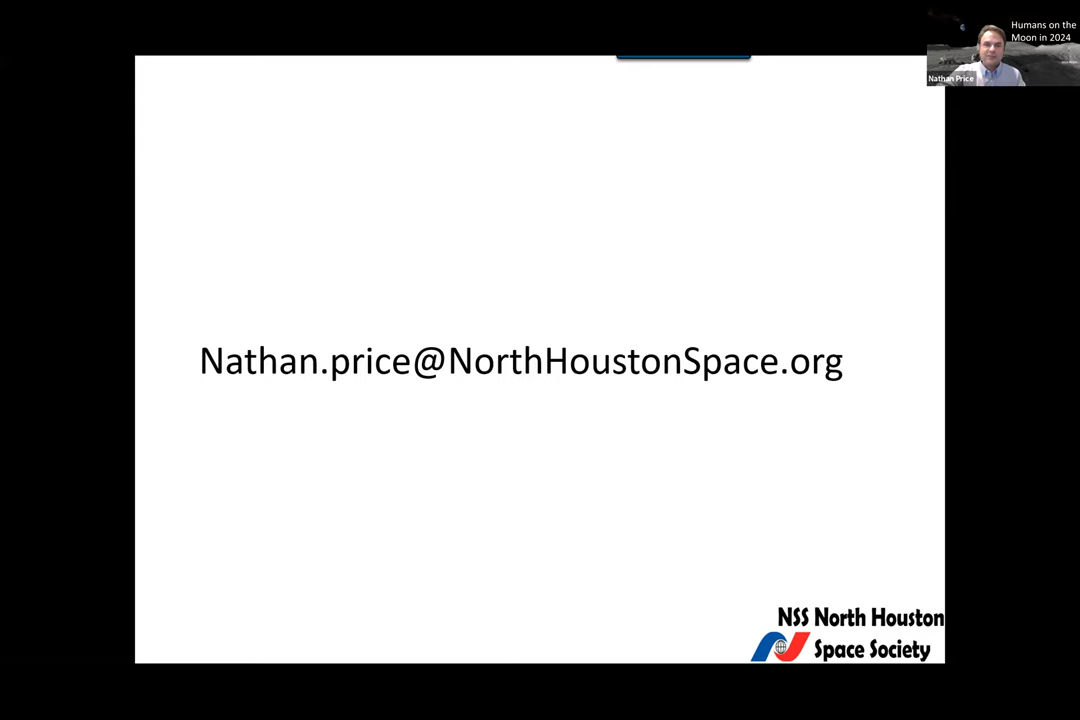 Humans on the
Moon in 2024
Nathan Price
Nathan.price@NorthHoustonSpace.org
NSS North Houston
Space Society